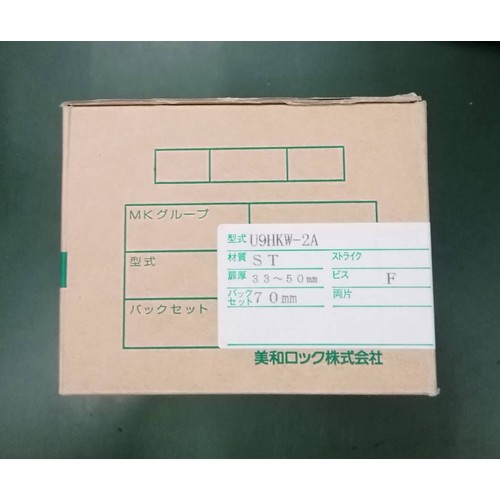 MKグループ
型式
バックセット
型式 U9HKW-2A
材質 ST ストライク
扉厚 33～50mm ビス F
バックセット 70mm 両片
美和ロック株式会社